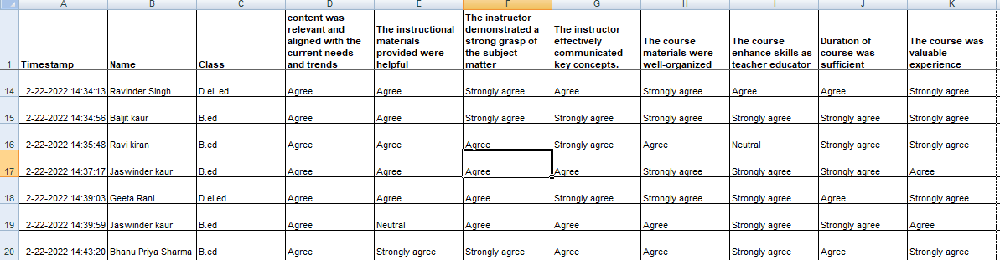 A B C D E F G H I J K
1 Timestamp Name Class content was relevant and aligned with the current needs and trends The instructional materials provided were helpful The instructor demonstrated a strong grasp of the subject matter The instructor effectively communicated key concepts. The course materials were well-organized The course enhance skills as teacher educator Duration of course was sufficient The course was valuable experience
14 2-22-2022 14:34:13 Ravinder Singh D.el .ed Agree Agree Strongly agree Agree Strongly agree Agree Agree Strongly agree
15 2-22-2022 14:34:56 Baljit kaur B.ed Agree Agree Strongly agree Strongly agree Strongly agree Strongly agree Strongly agree Strongly agree
16 2-22-2022 14:35:48 Ravi kiran B.ed Agree Agree Agree Strongly agree Agree Neutral Strongly agree Strongly agree
17 2-22-2022 14:37:17 Jaswinder kaur B.ed Agree Agree Agree Agree Strongly agree Strongly agree Strongly agree Agree
18 2-22-2022 14:39:03 Geeta Rani D.el.ed Agree Agree Agree Strongly agree Strongly agree Strongly agree Agree Strongly agree
19 2-22-2022 14:39:59 Jaswinder kaur B.ed Agree Neutral Agree Agree Agree Strongly agree Strongly agree Agree
20 2-22-2022 14:43:20 Bhanu Priya Sharma B.ed Agree Strongly agree Strongly agree Agree Agree Strongly agree Agree Strongly agree